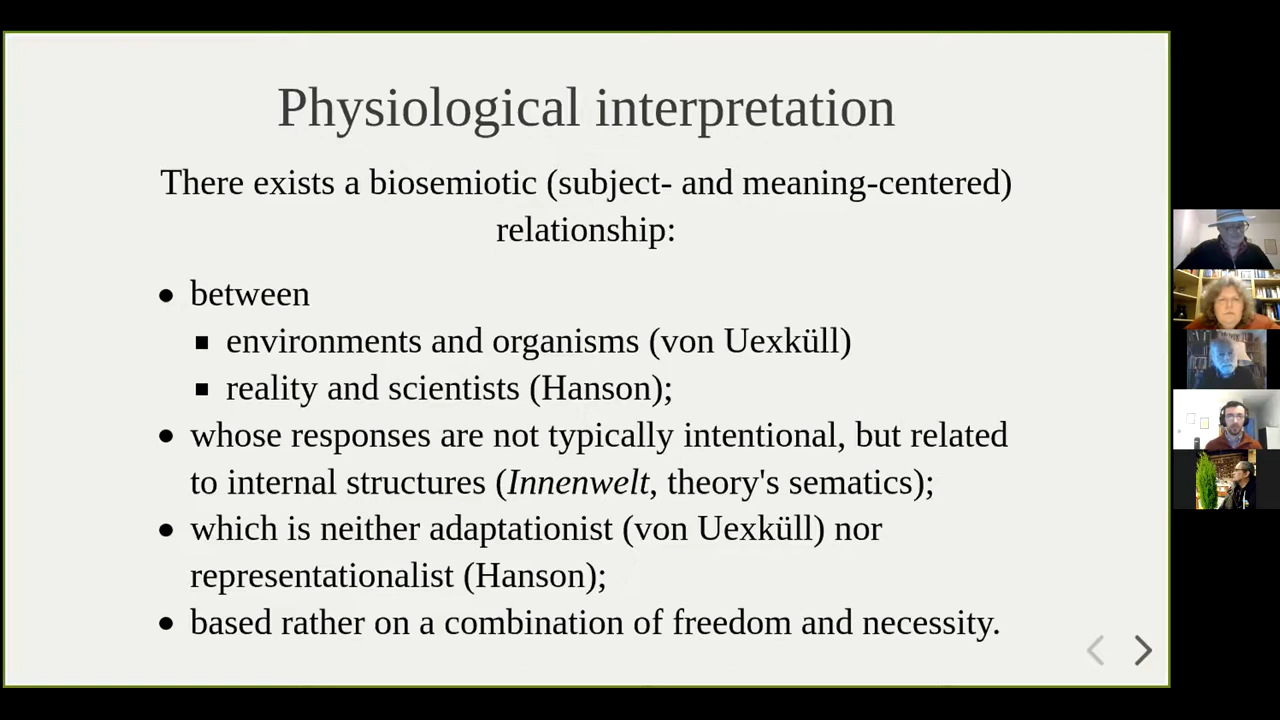 Physiological interpretation
There exists a biosemiotic (subject- and meaning-centered)
relationship:
• between
▪ environments and organisms (von Uexküll)
▪ reality and scientists (Hanson);
• whose responses are not typically intentional, but related
to internal structures (Innenwelt, theory's sematics);
• which is neither adaptationist (von Uexküll) nor
representationalist (Hanson);
• based rather on a combination of freedom and necessity.